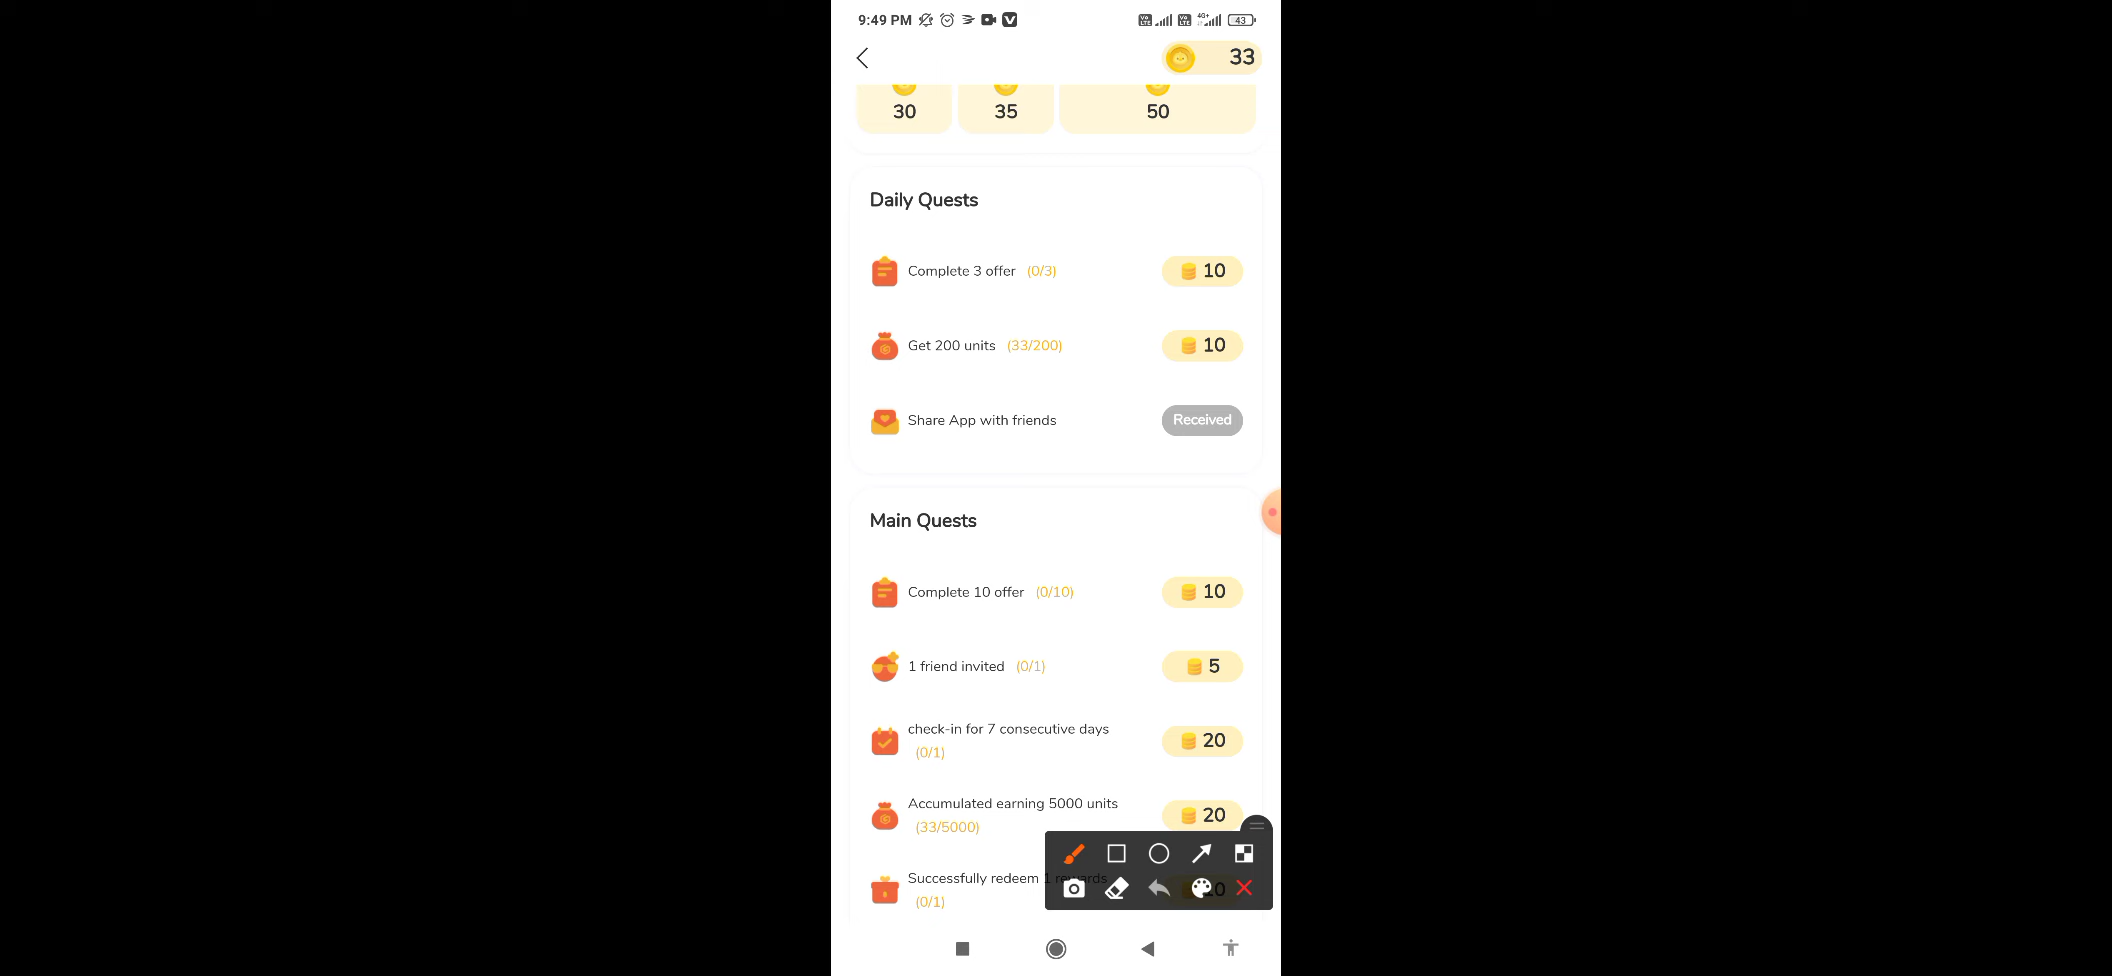 9:49 PM
43
33
30 35 50
Daily Quests
Complete 3 offer (0/3) 10
Get 200 units (33/200) 10
Share App with friends Received
Main Quests
Complete 10 offer (0/10) 10
1 friend invited (0/1) 5
check-in for 7 consecutive days
(0/1) 20
Accumulated earning 5000 units
(33/5000) 20
Successfully redeem 1 rewards
(0/1)